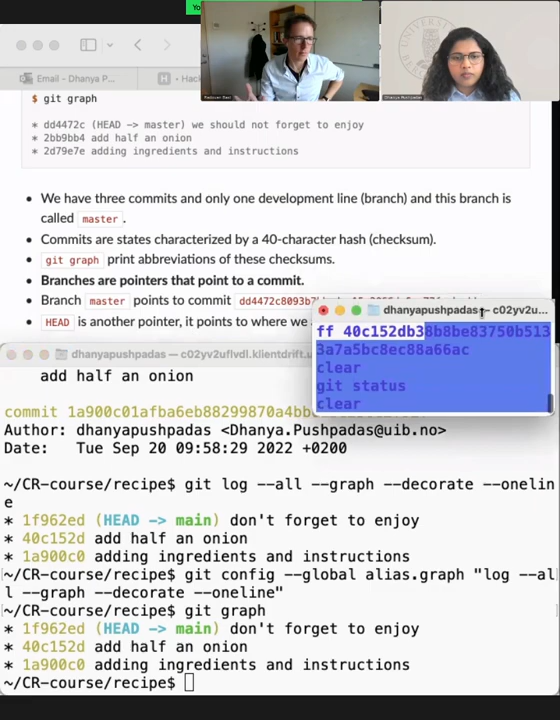 Yo
UNIVERSI
Email - Dhanya P...
H
Hack
$ git graph
* dd4472c (HEAD -> master) we should not forget to enjoy
* 2bb9bb4 add half an onion
* 2d79e7e adding ingredients and instructions
• We have three commits and only one development line (branch) and this branch is
called master .
• Commits are states characterized by a 40-character hash (checksum).
• git graph print abbreviations of these checksums.
• Branches are pointers that point to a commit.
• Branch master points to commit dd4472c8093b7
• HEAD is another pointer, it points to where we
dhanyapushpadas — c02yv2u...
ff 40c152db38b8be83750b513
3a7a5bc8ec88a66ac
clear
git status
clear
dhanyapushpadas — c02yv2uflvdl.klientdrift.u
add half an onion
commit 1a900c01afba6eb88299870a4bb
Author: dhanyapushpadas <Dhanya.Pushpadas@uib.no>
Date: Tue Sep 20 09:58:29 2022 +0200
~/CR-course/recipe$ git log --all --graph --decorate --onelin
e
* 1f962ed (HEAD -> main) don't forget to enjoy
* 40c152d add half an onion
* 1a900c0 adding ingredients and instructions
~/CR-course/recipe$ git config --global alias.graph "log --al
l --graph --decorate --oneline"
~/CR-course/recipe$ git graph
* 1f962ed (HEAD -> main) don't forget to enjoy
* 40c152d add half an onion
* 1a900c0 adding ingredients and instructions
~/CR-course/recipe$